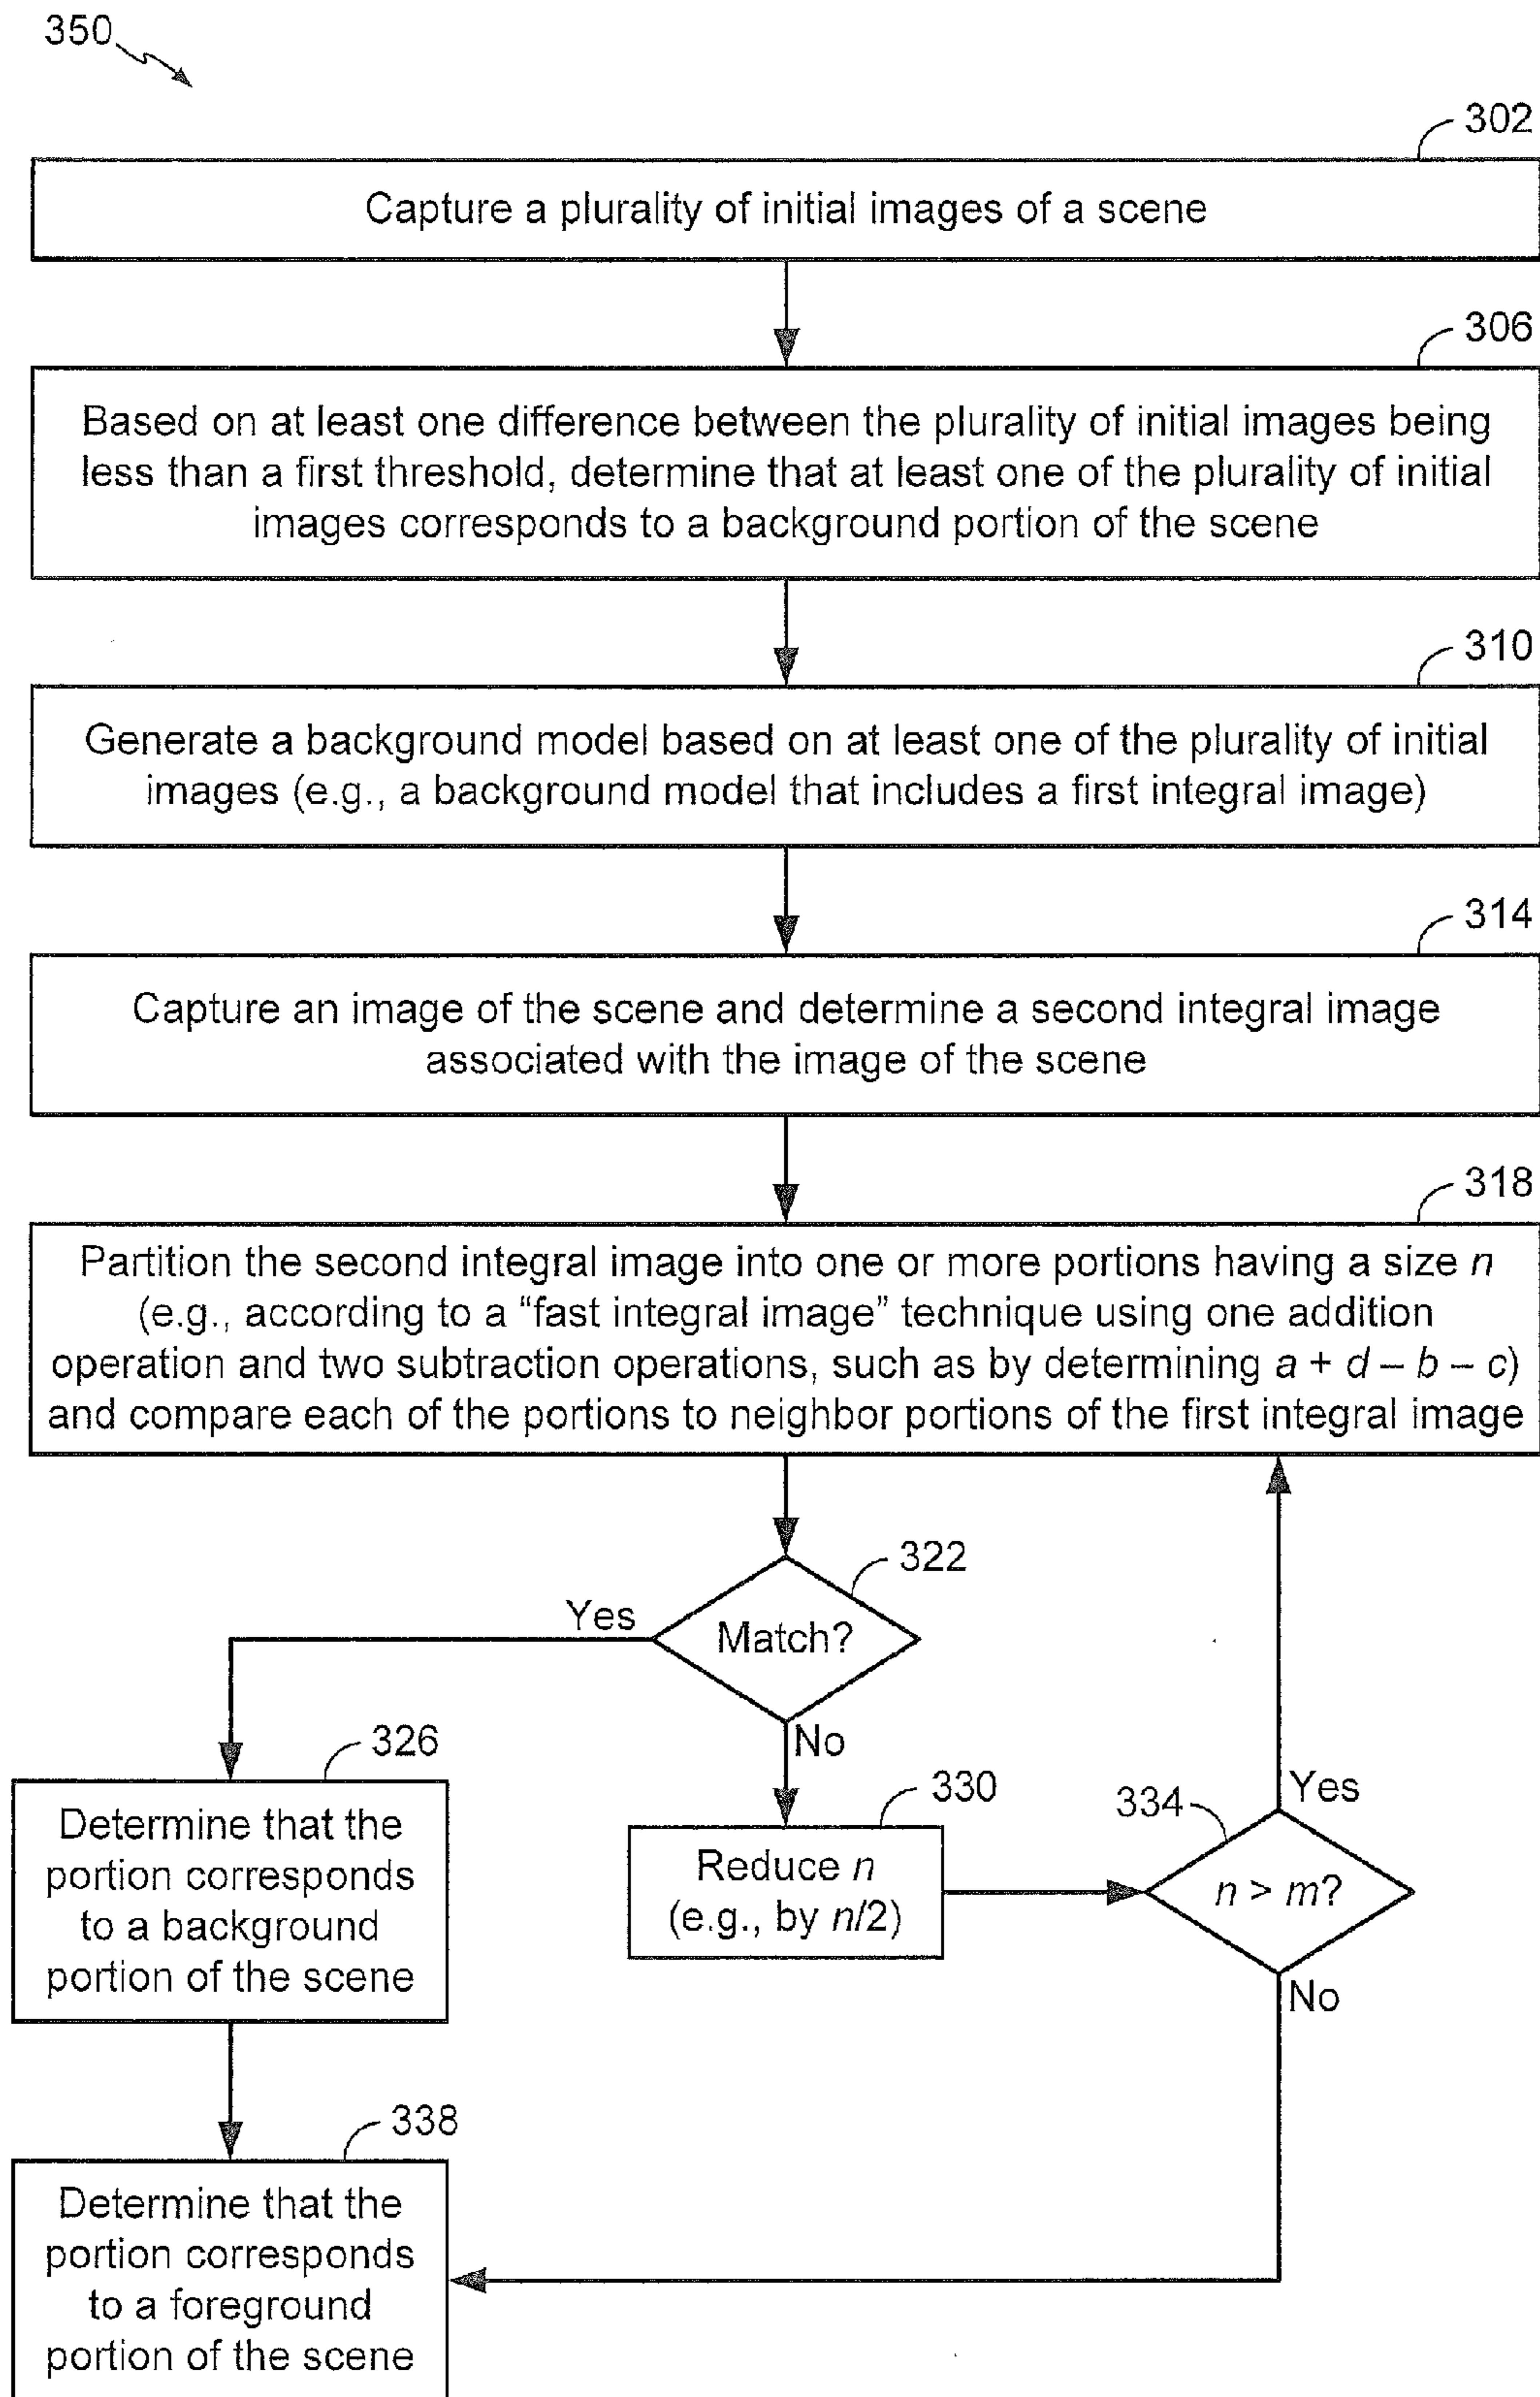 350
302
Capture a plurality of initial images of a scene
306
Based on at least one difference between the plurality of initial images being
less than a first threshold, determine that at least one of the plurality of initial
images corresponds to a background portion of the scene
310
Generate a background model based on at least one of the plurality of initial
images (e.g., a background model that includes a first integral image)
314
Capture an image of the scene and determine a second integral image
associated with the image of the scene
318
Partition the second integral image into one or more portions having a size n
(e.g., according to a “fast integral image” technique using one addition
operation and two subtraction operations, such as by determining a + d – b – c)
and compare each of the portions to neighbor portions of the first integral image
322
Yes
Match?
No
326
Determine that the
portion corresponds
to a background
portion of the scene
330
Reduce n
(e.g., by n/2)
334
Yes
n > m?
No
338
Determine that the
portion corresponds
to a foreground
portion of the scene